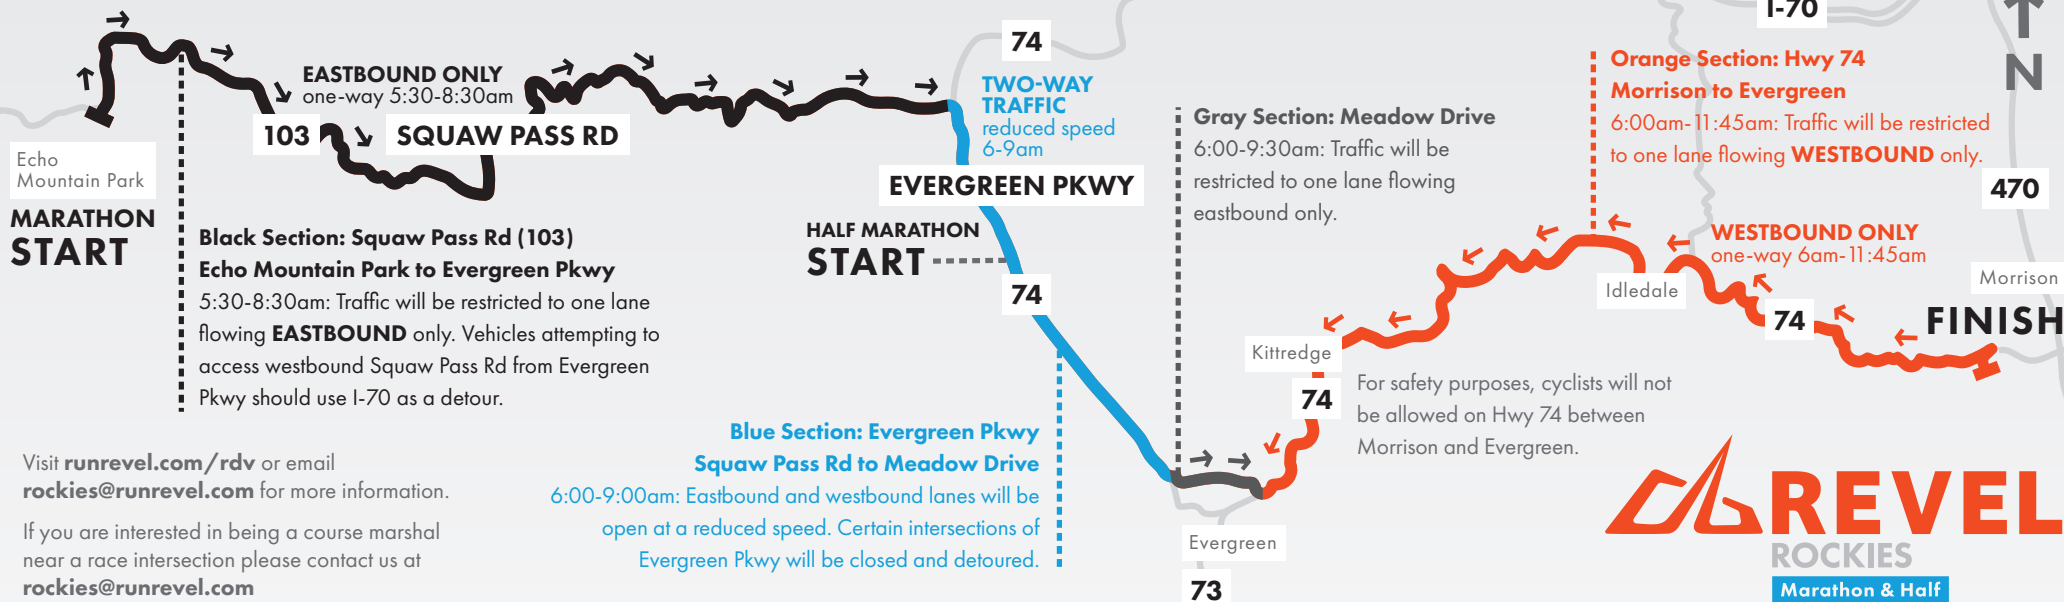 I-70
N
74
EASTBOUND ONLY
one-way 5:30-8:30am
103
SQUAW PASS RD
TWO-WAY
TRAFFIC
reduced speed
6-9am
EVERGREEN PKWY
Echo
Mountain Park
MARATHON
START
Black Section: Squaw Pass Rd (103)
Echo Mountain Park to Evergreen Pkwy
5:30-8:30am: Traffic will be restricted to one lane
flowing EASTBOUND only. Vehicles attempting to
access westbound Squaw Pass Rd from Evergreen
Pkwy should use I-70 as a detour.
HALF MARATHON
START
74
Gray Section: Meadow Drive
6:00-9:30am: Traffic will be
restricted to one lane flowing
eastbound only.
Orange Section: Hwy 74
Morrison to Evergreen
6:00am-11:45am: Traffic will be restricted
to one lane flowing WESTBOUND only.
470
WESTBOUND ONLY
one-way 6am-11:45am
Morrison
FINISH
Idledale
74
Kittredge
74
For safety purposes, cyclists will not
be allowed on Hwy 74 between
Morrison and Evergreen.
Blue Section: Evergreen Pkwy
Squaw Pass Rd to Meadow Drive
6:00-9:00am: Eastbound and westbound lanes will be
open at a reduced speed. Certain intersections of
Evergreen Pkwy will be closed and detoured.
Visit runrevel.com/rdv or email
rockies@runrevel.com for more information.
If you are interested in being a course marshal
near a race intersection please contact us at
rockies@runrevel.com
Evergreen
73
REVEL
ROCKIES
Marathon & Half